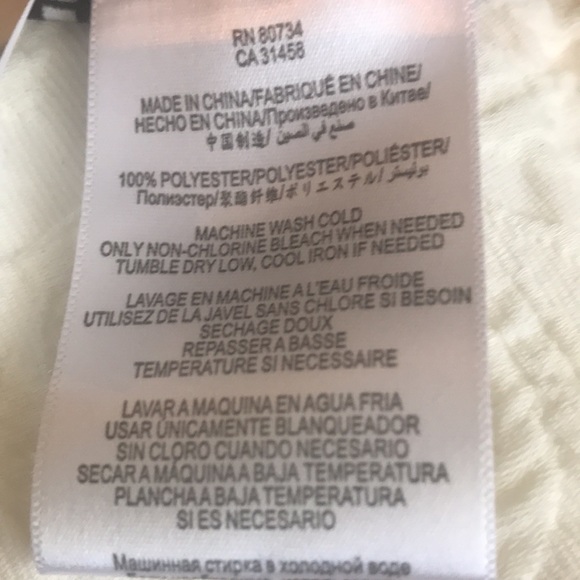 RN 80734
CA 31458
MADE IN CHINA/FABRIQUÉ EN CHINE/
HECHO EN CHINA/Произведено в Китае/
中国制造/ صنع في الصين/
100% POLYESTER/POLYESTER/POLIÉSTER/
Полиэстер/聚酯纤维/ポリエステル/ بوليستر/
MACHINE WASH COLD
ONLY NON-CHLORINE BLEACH WHEN NEEDED
TUMBLE DRY LOW, COOL IRON IF NEEDED
LAVAGE EN MACHINE A L'EAU FROIDE
UTILISEZ DE LA JAVEL SANS CHLORE SI BESOIN
SECHAGE DOUX
REPASSER A BASSE
TEMPERATURE SI NECESSAIRE
LAVAR A MAQUINA EN AGUA FRIA
USAR ÚNICAMENTE BLANQUEADOR
SIN CLORO CUANDO NECESARIO
SECAR A MÁQUINA A BAJA TEMPERATURA
PLANCHA A BAJA TEMPERATURA
SI ES NECESARIO
Машинная стирка в холодной воде